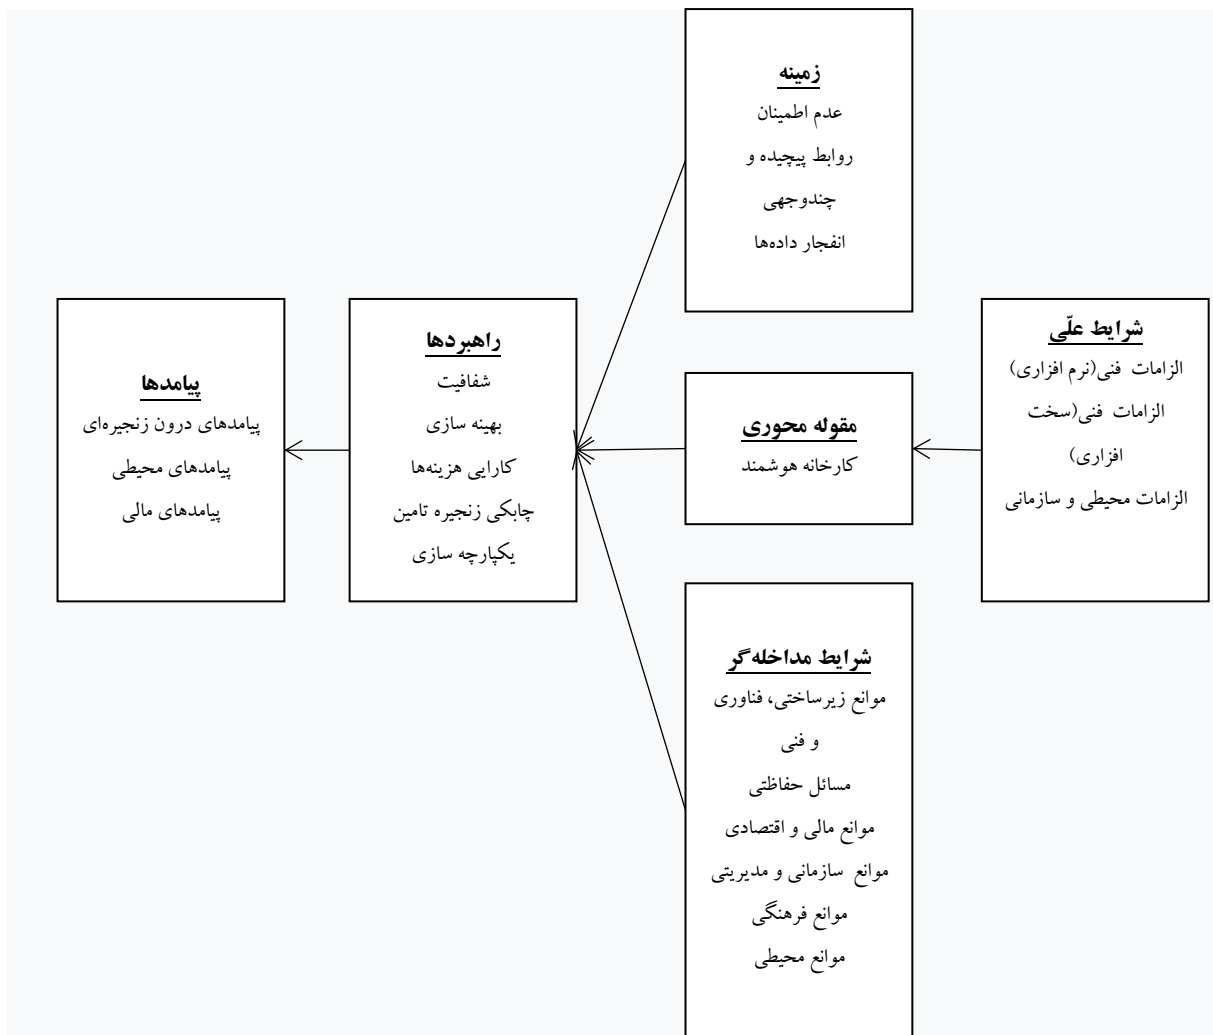 زمینه
عدم اطمینان
روابط پیچیده و
چندوجهی
انفجار داده‌ها
شرایط علّی
الزامات فنی(نرم افزاری)
الزامات فنی(سخت
افزاری)
الزامات محیطی و سازمانی
مقوله محوری
کارخانه هوشمند
راهبردها
شفافیت
بهینه سازی
کارایی هزینه‌ها
چابکی زنجیره تامین
یکپارچه سازی
پیامدها
پیامدهای درون زنجیره‌ای
پیامدهای محیطی
پیامدهای مالی
شرایط مداخله‌گر
موانع زیرساختی، فناوری
و فنی
مسائل حفاظتی
موانع مالی و اقتصادی
موانع سازمانی و مدیریتی
موانع فرهنگی
موانع محیطی